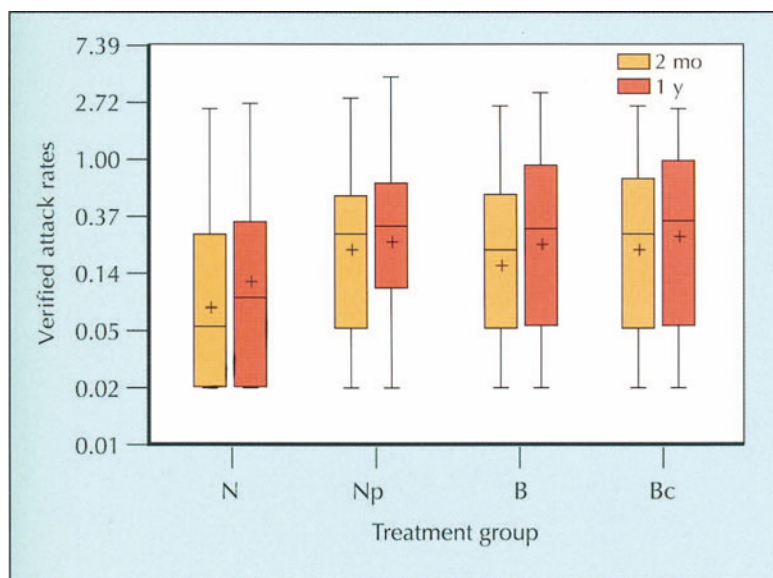 7.39
2 mo
2.72
1 y
1.00
0.37
0.14
0.05
0.02
0.01
Verified attack rates
N Np B Bc
Treatment group